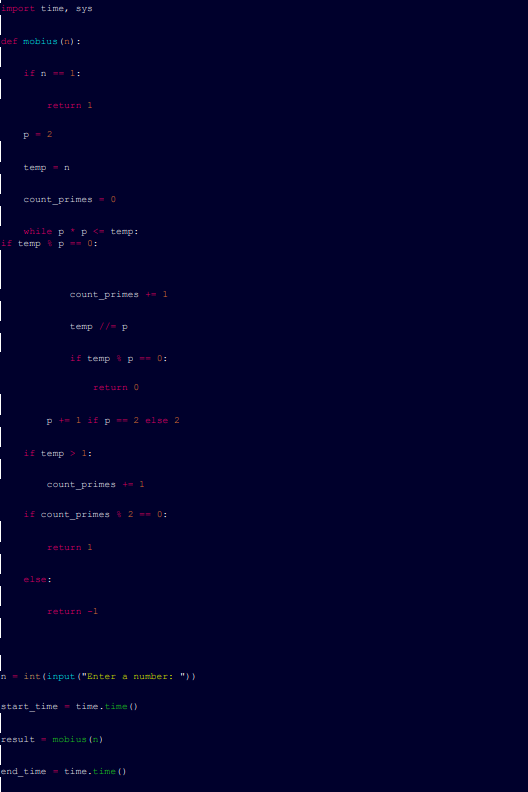 import time, sys
def mobius(n):
    if n == 1:
        return 1
    p = 2
    temp = n
    count_primes = 0
    while p * p <= temp:
if temp % p == 0:
            count_primes += 1
            temp //= p
            if temp % p == 0:
                return 0
        p += 1 if p == 2 else 2
    if temp > 1:
        count_primes += 1
    if count_primes % 2 == 0:
        return 1
    else:
        return -1
n = int(input("Enter a number: "))
start_time = time.time()
result = mobius(n)
end_time = time.time()